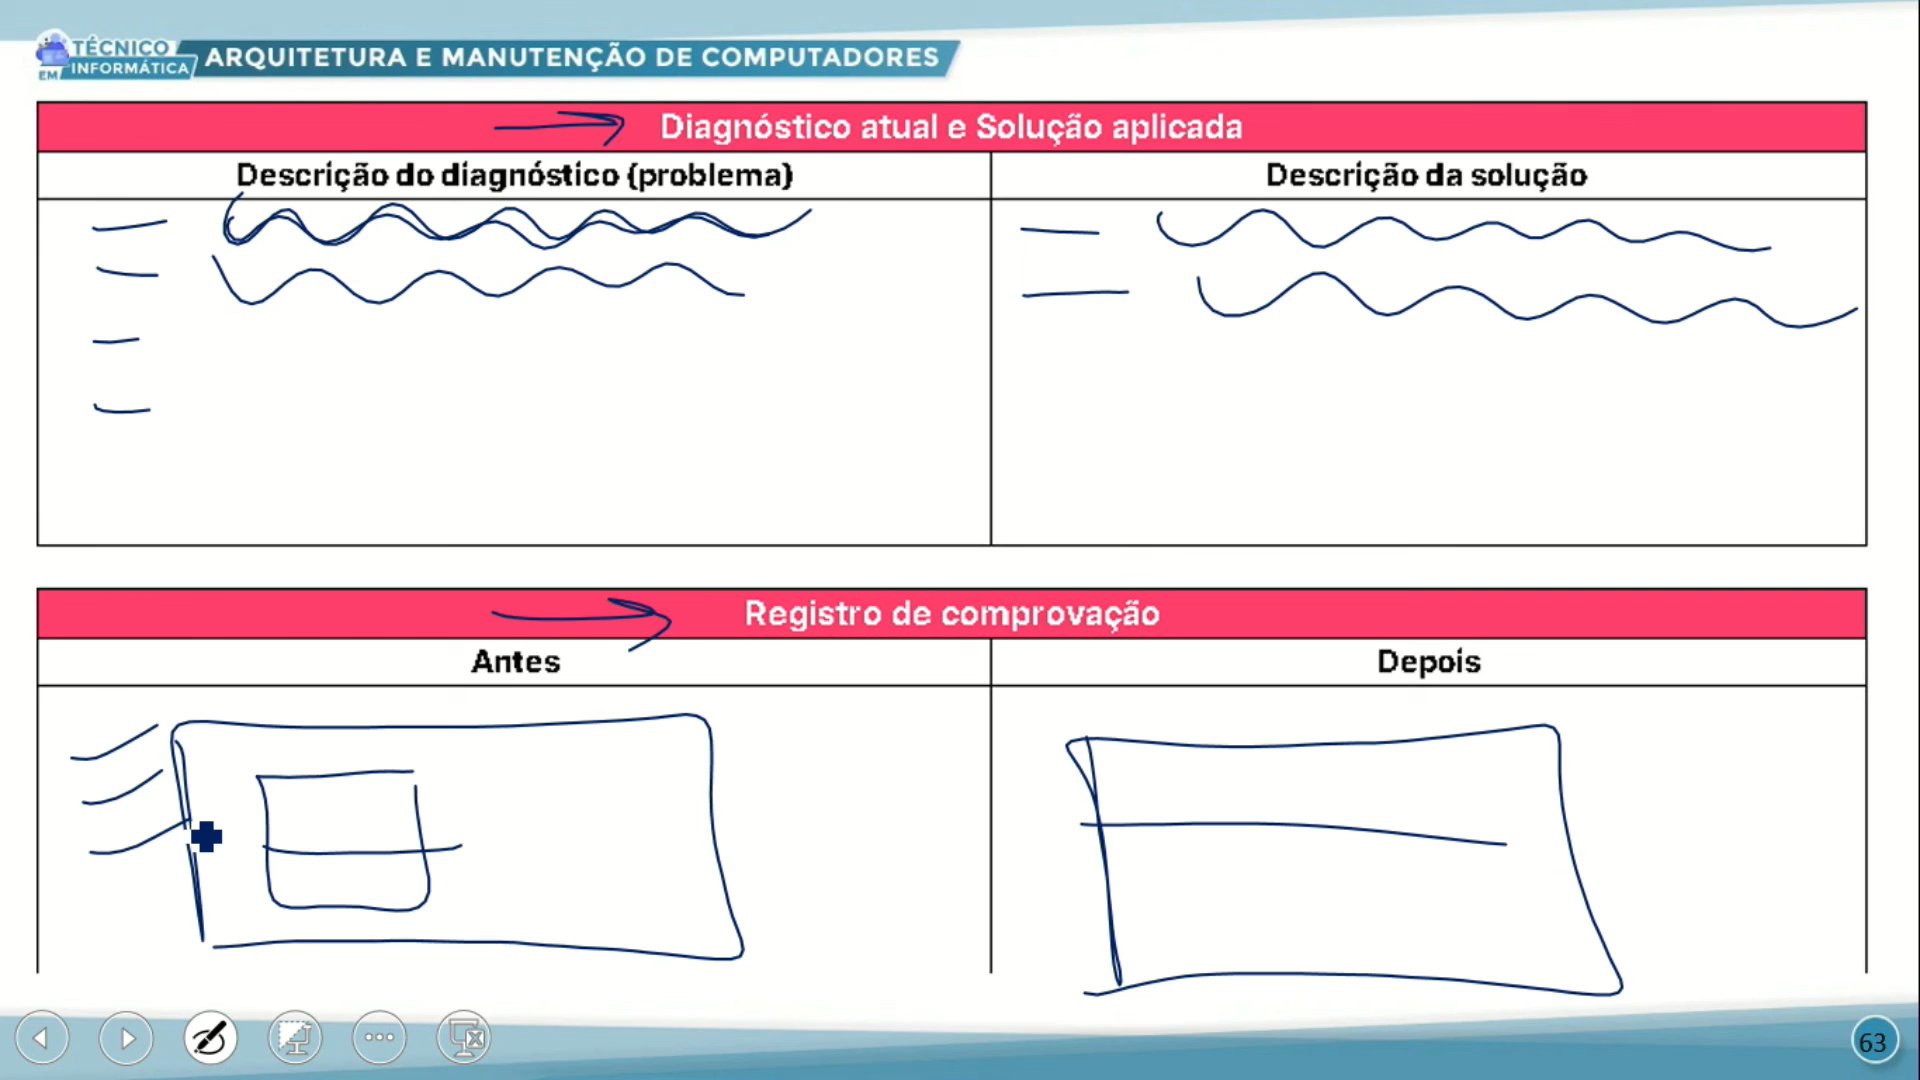 TÉCNICO
EM INFORMÁTICA
ARQUITETURA E MANUTENÇÃO DE COMPUTADORES
Diagnóstico atual e Solução aplicada
Descrição do diagnóstico (problema)
Descrição da solução
Registro de comprovação
Antes
Depois
63